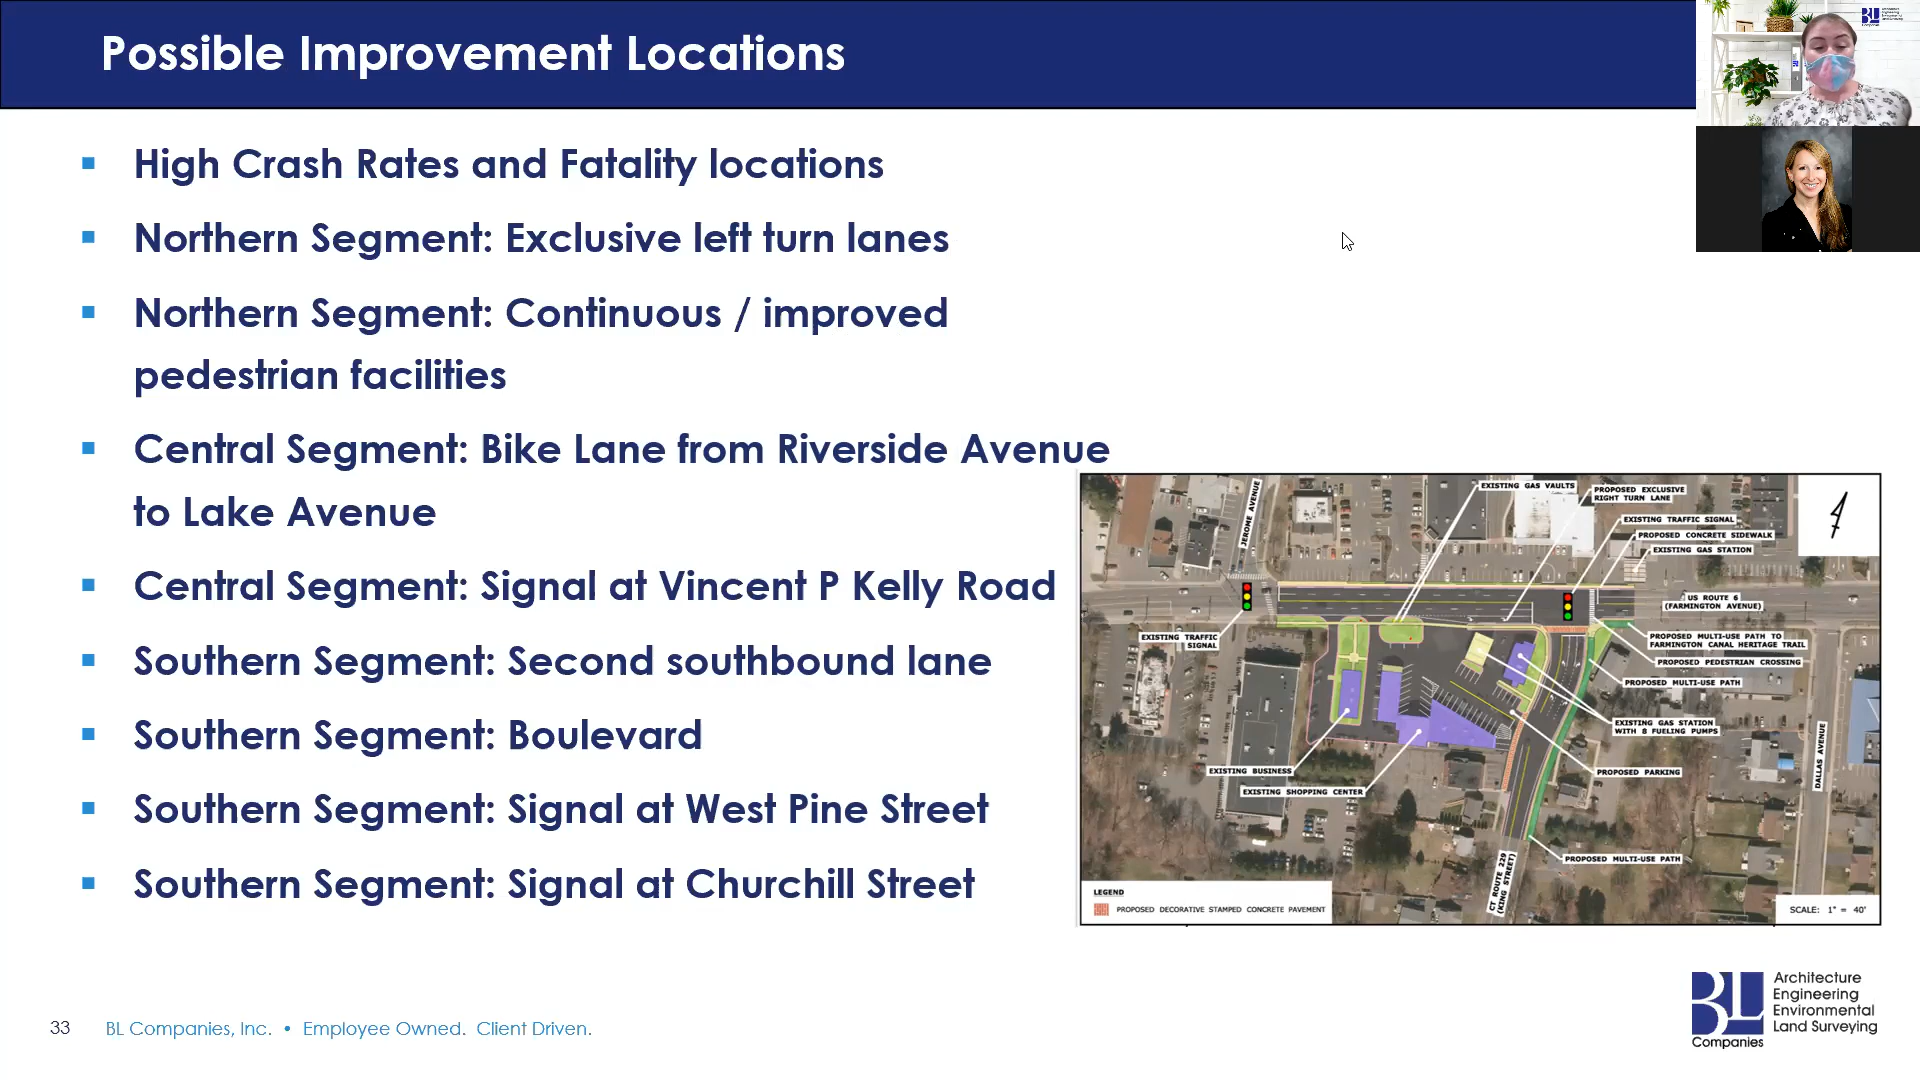 Possible Improvement Locations
High Crash Rates and Fatality locations
Northern Segment: Exclusive left turn lanes
Northern Segment: Continuous / improved
pedestrian facilities
Central Segment: Bike Lane from Riverside Avenue
to Lake Avenue
Central Segment: Signal at Vincent P Kelly Road
Southern Segment: Second southbound lane
Southern Segment: Boulevard
Southern Segment: Signal at West Pine Street
Southern Segment: Signal at Churchill Street
JEROME AVENUE
EXISTING GAS VAULTS
PROPOSED EXCLUSIVE
RIGHT TURN LANE
EXISTING TRAFFIC SIGNAL
PROPOSED CONCRETE SIDEWALK
EXISTING GAS STATION
US ROUTE 6
(FARMINGTON AVENUE)
EXISTING TRAFFIC
SIGNAL
PROPOSED MULTI-USE PATH TO
FARMINGTON CANAL HERITAGE TRAIL
PROPOSED PEDESTRIAN CROSSING
PROPOSED MULTI-USE PATH
EXISTING GAS STATION
WITH 8 FUELING PUMPS
DALLAS AVENUE
EXISTING BUSINESS
PROPOSED PARKING
EXISTING SHOPPING CENTER
PROPOSED MULTI-USE PATH
CT ROUTE 229
(KING STREET)
LEGEND
PROPOSED DECORATIVE STAMPED CONCRETE PAVEMENT
SCALE: 1" = 40'
33 BL Companies, Inc. • Employee Owned. Client Driven.
BL
Companies
Architecture
Engineering
Environmental
Land Surveying